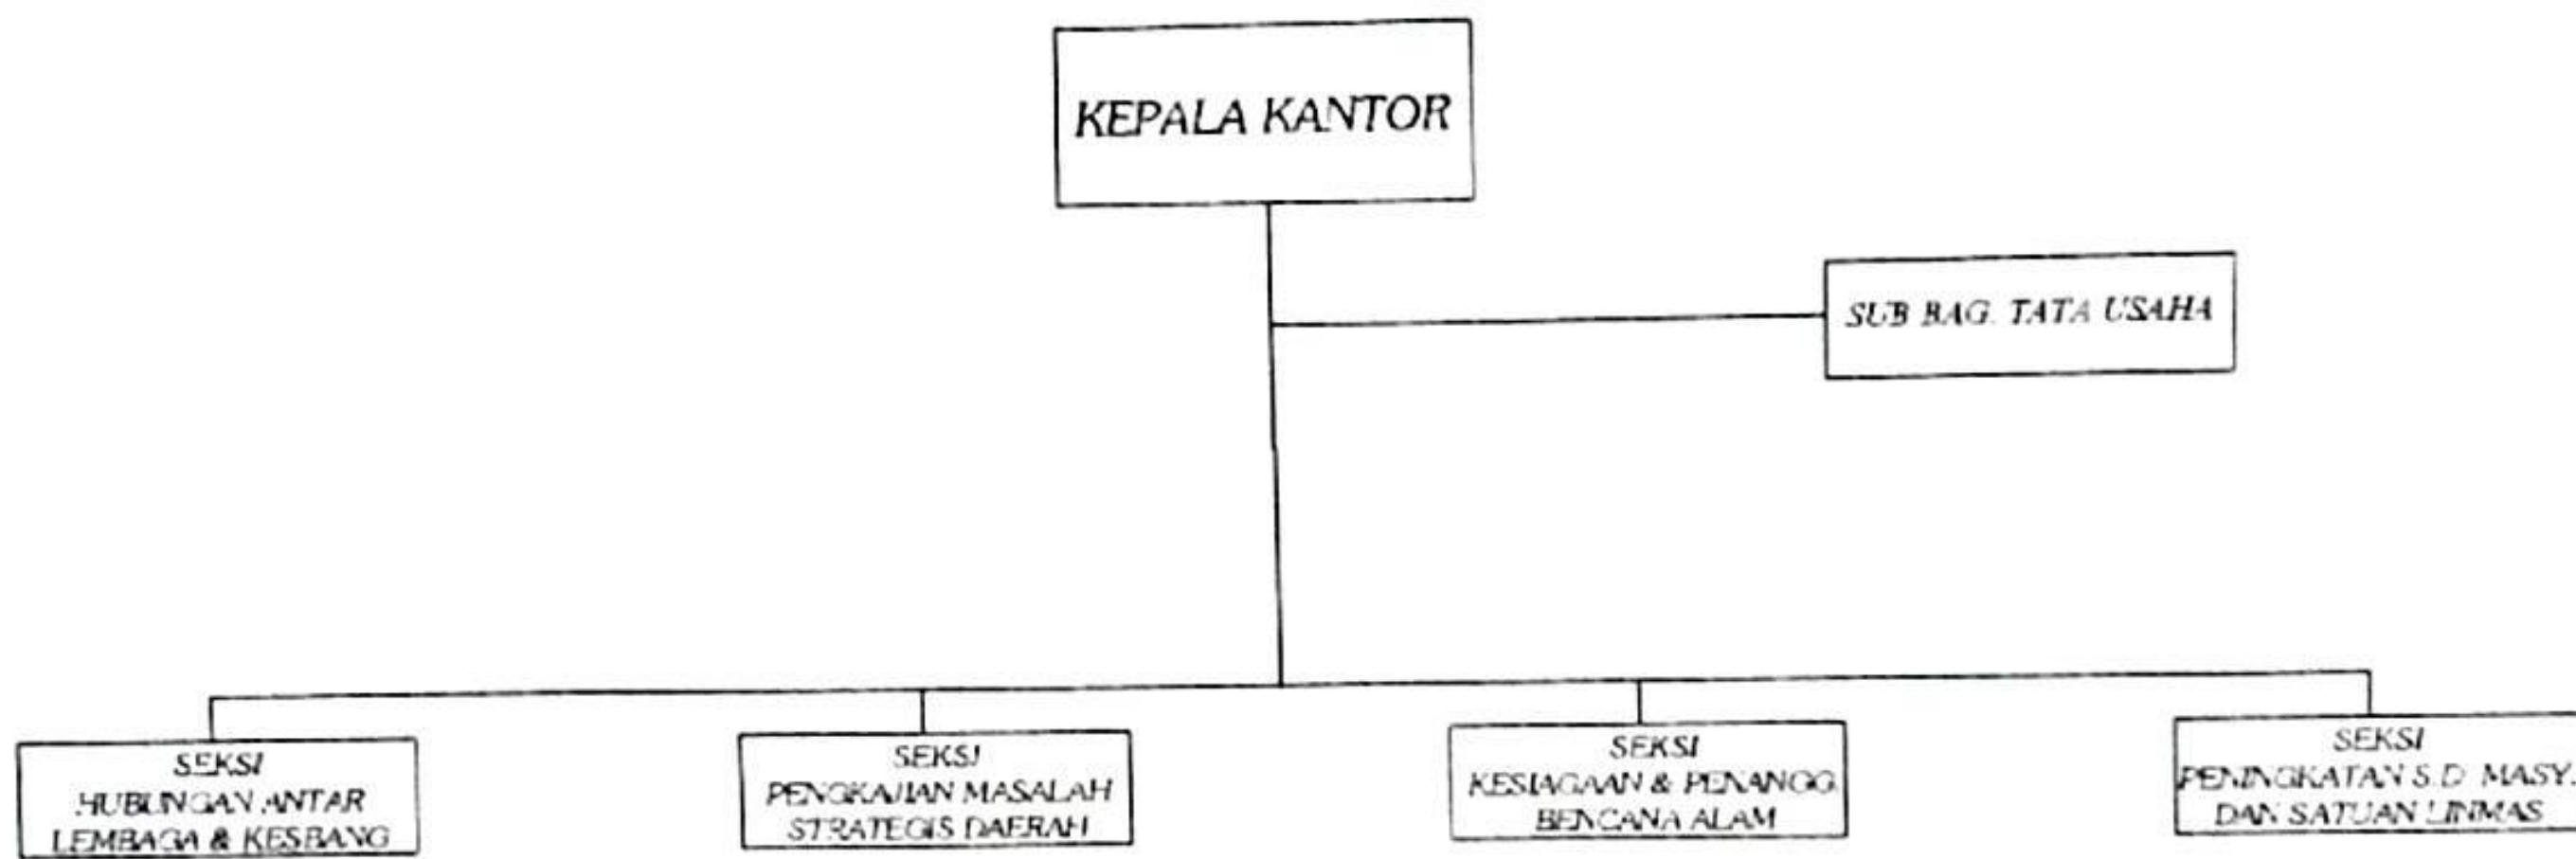 KEPALA KANTOR
SUB BAG. TATA USAHA
SEKSI
HUBUNGAN ANTAR
LEMBAGA & KESBANG
SEKSI
PENGKAJIAN MASALAH
STRATEGIS DAERAH
SEKSI
KESIAGAAN & PENANGG.
BENCANA ALAM
SEKSI
PENINGKATAN S.D MASY.
DAN SATUAN LINMAS